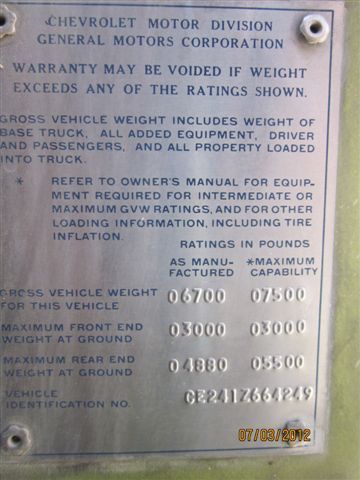 CHEVROLET MOTOR DIVISION
GENERAL MOTORS CORPORATION
WARRANTY MAY BE VOIDED IF WEIGHT
EXCEEDS ANY OF THE RATINGS SHOWN.
GROSS VEHICLE WEIGHT INCLUDES WEIGHT OF
BASE TRUCK, ALL ADDED EQUIPMENT, DRIVER
AND PASSENGERS, AND ALL PROPERTY LOADED
INTO TRUCK.
* REFER TO OWNER'S MANUAL FOR EQUIP-
MENT REQUIRED FOR INTERMEDIATE OR
MAXIMUM GVW RATINGS, AND FOR OTHER
LOADING INFORMATION, INCLUDING TIRE
INFLATION.
RATINGS IN POUNDS
AS MANU- *MAXIMUM
FACTURED CAPABILITY
GROSS VEHICLE WEIGHT
FOR THIS VEHICLE 06700 07500
MAXIMUM FRONT END
WEIGHT AT GROUND 03000 03000
MAXIMUM REAR END
WEIGHT AT GROUND 04880 05500
VEHICLE
IDENTIFICATION NO. CE241Z664249
07/03/2012